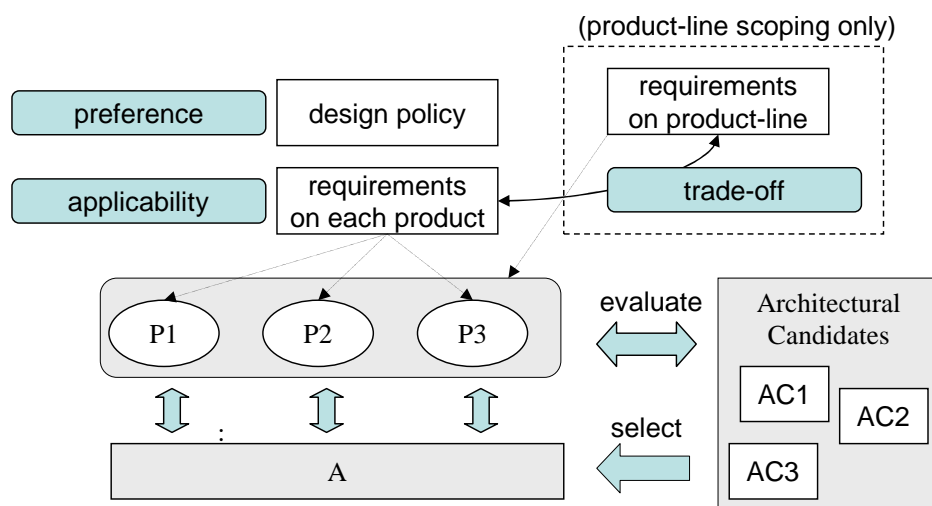 (product-line scoping only)
preference
design policy
requirements
on product-line
applicability
requirements
on each product
trade-off
P1
P2
P3
evaluate
Architectural
Candidates
AC1
AC2
AC3
select
:
A